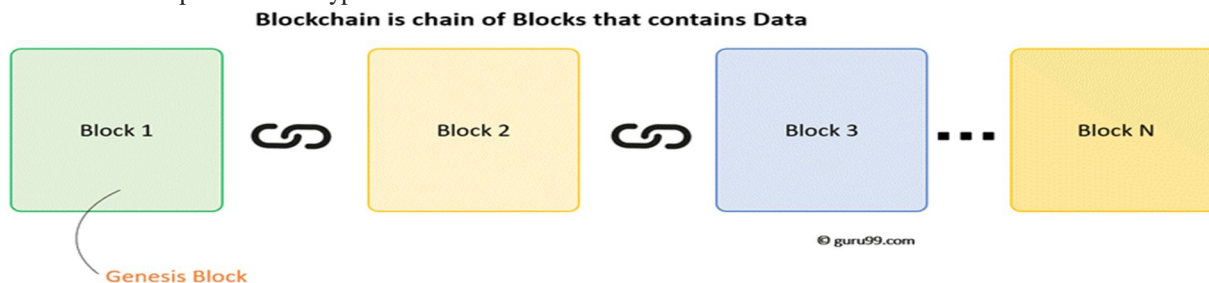 Blockchain is chain of Blocks that contains Data
Block 1
Block 2
Block 3
Block N
© guru99.com
Genesis Block